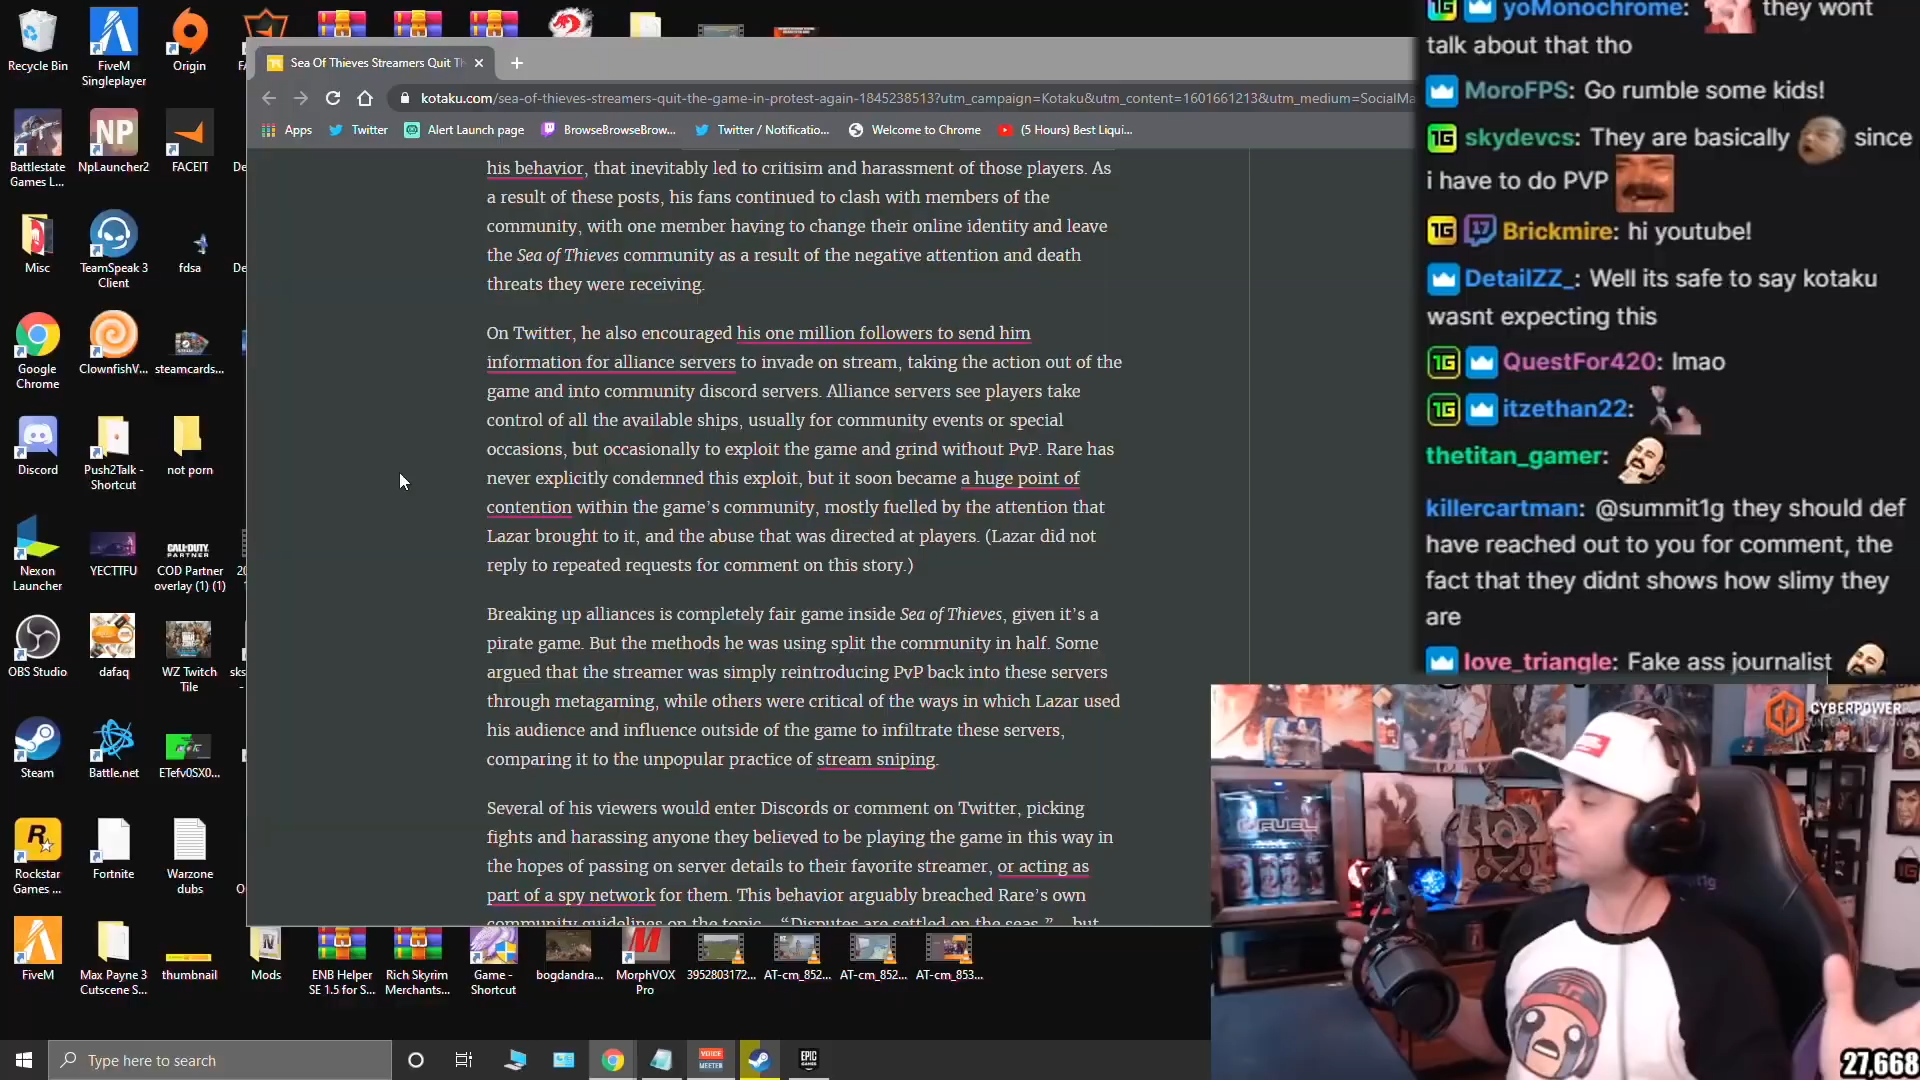 Recycle Bin
FiveM
Singleplayer
Origin
Battlestate
Games L...
NP
NpLauncher2
FACEIT
Misc
TeamSpeak 3
Client
fdsa
Google
Chrome
ClownfishV...
steamcards...
Discord
Push2Talk -
Shortcut
not porn
Nexon
Launcher
YECTTFU
CALL·DUTY.
PARTNER
COD Partner
overlay (1) (1)
OBS Studio
dafaq
WZ Twitch
Tile
Steam
Battle.net
ETefv0SX0...
Rockstar
Games ...
Fortnite
Warzone
dubs
FiveM
Max Payne 3
Cutscene S...
thumbnail
Mods
ENB Helper
SE 1.5 for S...
Rich Skyrim
Merchants...
Game -
Shortcut
bogdandra...
MorphVOX
Pro
3952803172...
AT-cm_852...
AT-cm_852...
AT-cm_853...
Sea Of Thieves Streamers Quit Th
kotaku.com/sea-of-thieves-streamers-quit-the-game-in-protest-again-1845238513?utm_campaign=Kotaku&utm_content=1601661213&utm_medium=SocialMa
Apps
Twitter
Alert Launch page
BrowseBrowseBrow...
Twitter / Notificatio...
Welcome to Chrome
(5 Hours) Best Liqui...
his behavior, that inevitably led to critisim and harassment of those players. As
a result of these posts, his fans continued to clash with members of the
community, with one member having to change their online identity and leave
the Sea of Thieves community as a result of the negative attention and death
threats they were receiving.
On Twitter, he also encouraged his one million followers to send him
information for alliance servers to invade on stream, taking the action out of the
game and into community discord servers. Alliance servers see players take
control of all the available ships, usually for community events or special
occasions, but occasionally to exploit the game and grind without PvP. Rare has
never explicitly condemned this exploit, but it soon became a huge point of
contention within the game's community, mostly fuelled by the attention that
Lazar brought to it, and the abuse that was directed at players. (Lazar did not
reply to repeated requests for comment on this story.)
Breaking up alliances is completely fair game inside Sea of Thieves, given it's a
pirate game. But the methods he was using split the community in half. Some
argued that the streamer was simply reintroducing PvP back into these servers
through metagaming, while others were critical of the ways in which Lazar used
his audience and influence outside of the game to infiltrate these servers,
comparing it to the unpopular practice of stream sniping.
Several of his viewers would enter Discords or comment on Twitter, picking
fights and harassing anyone they believed to be playing the game in this way in
the hopes of passing on server details to their favorite streamer, or acting as
part of a spy network for them. This behavior arguably breached Rare's own
community guidelines on the topic—"Disputes are settled on the seas."—but
yoMonochrome: they wont
talk about that tho
MoroFPS: Go rumble some kids!
1G skydevcs: They are basically since
i have to do PVP
1G 17 Brickmire: hi youtube!
DetailZZ_: Well its safe to say kotaku
wasnt expecting this
1G QuestFor420: lmao
1G itzethan22:
thetitan_gamer:
killercartman: @summit1g they should def
have reached out to you for comment, the
fact that they didnt shows how slimy they
are
love_triangle: Fake ass journalist
CYBERPOWER
27,668
Type here to search
VOICE
MEETER
EPIC
GAMES